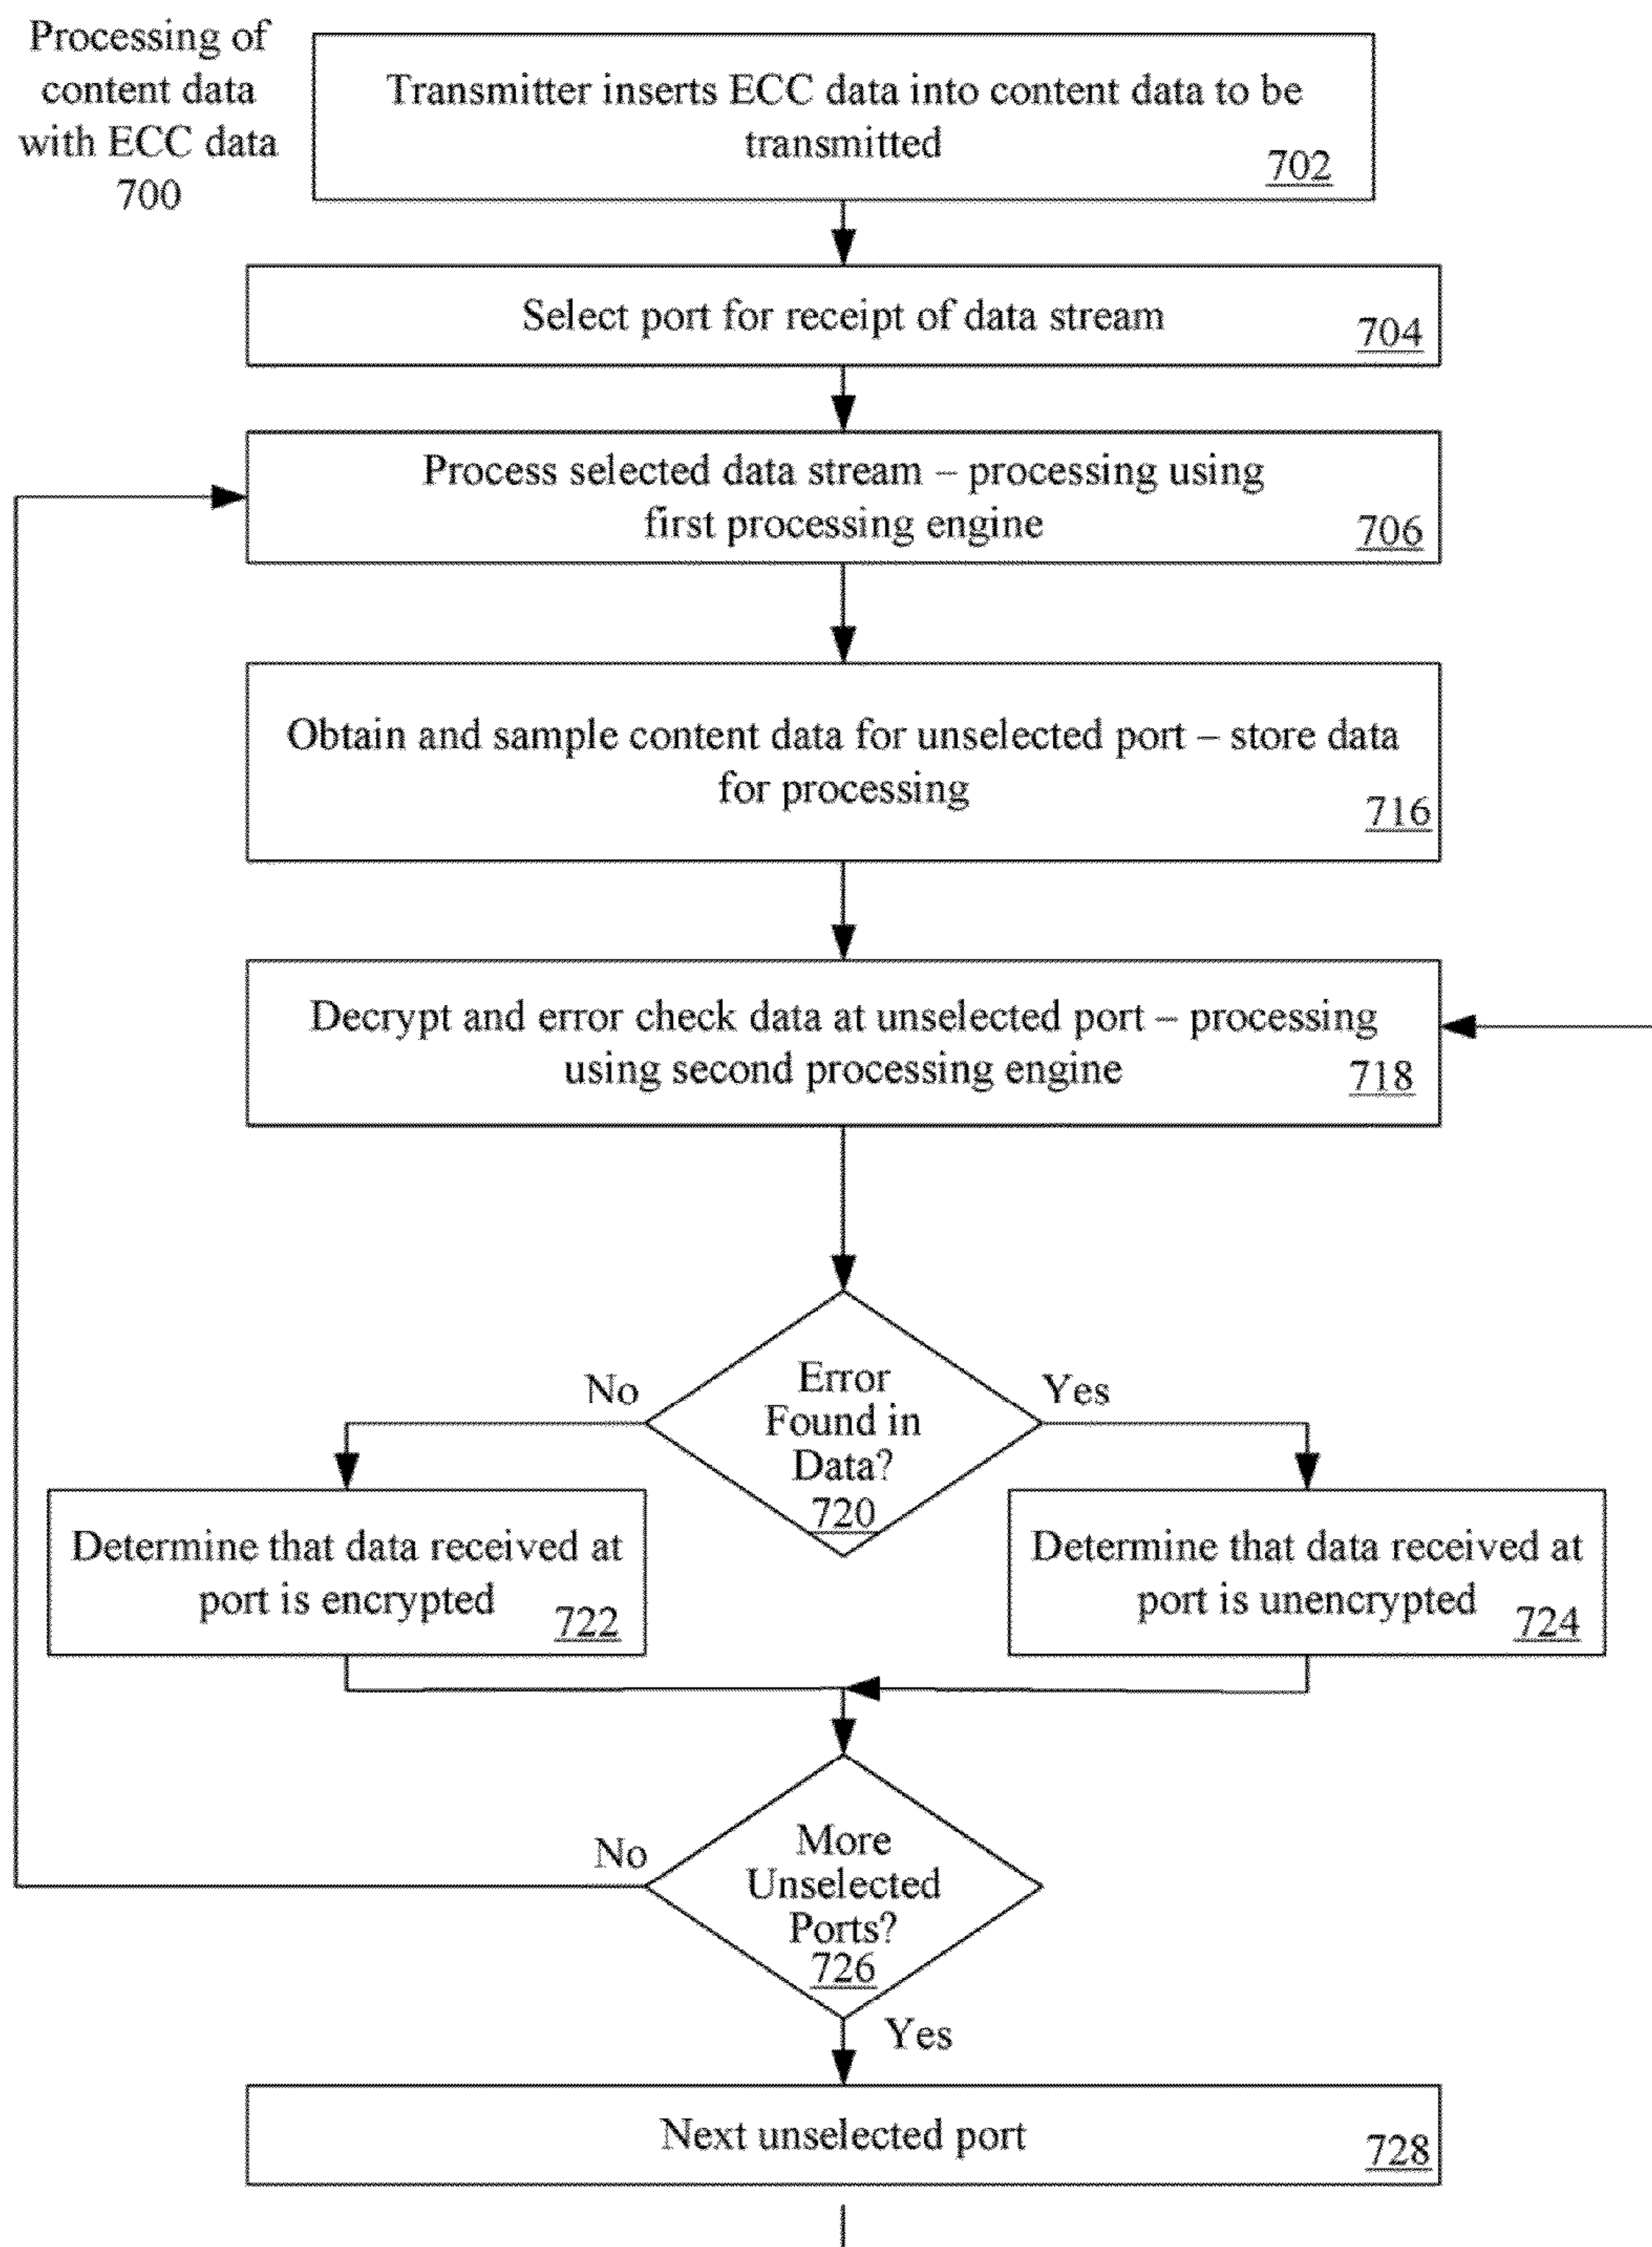 Processing of
content data
with ECC data
700
Transmitter inserts ECC data into content data to be
transmitted
702
Select port for receipt of data stream
704
Process selected data stream – processing using
first processing engine
706
Obtain and sample content data for unselected port – store data
for processing
716
Decrypt and error check data at unselected port – processing
using second processing engine
718
Error
Found in
Data?
720
No
Yes
Determine that data received at
port is encrypted
722
Determine that data received at
port is unencrypted
724
More
Unselected
Ports?
726
No
Yes
Next unselected port
728